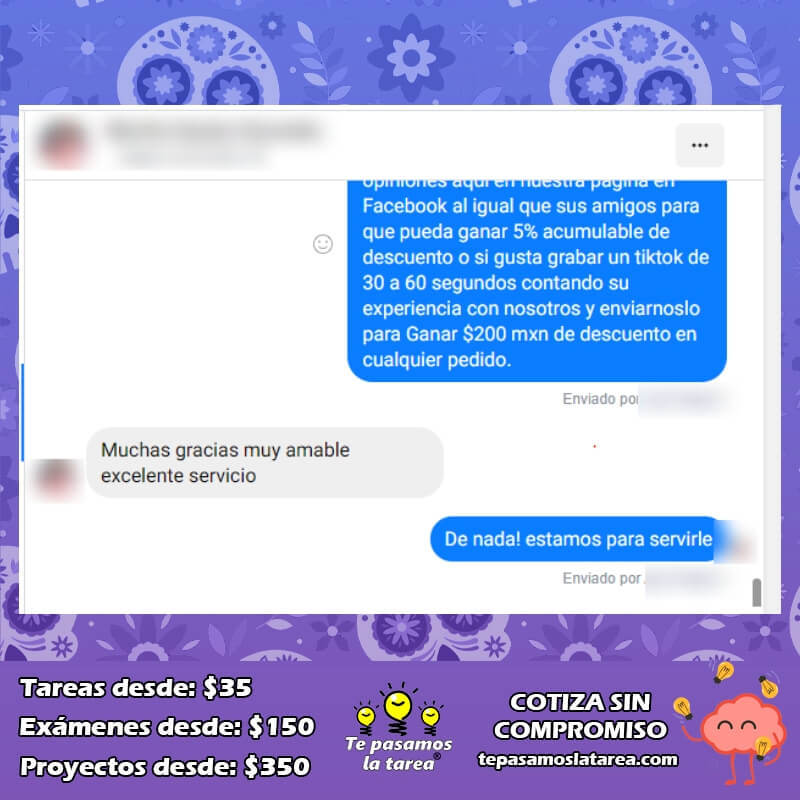 opiniones aquí en nuestra página en
Facebook al igual que sus amigos para
que pueda ganar 5% acumulable de
descuento o si gusta grabar un tiktok de
30 a 60 segundos contando su
experiencia con nosotros y enviarnoslo
para Ganar $200 mxn de descuento en
cualquier pedido.
Enviado por
Muchas gracias muy amable
excelente servicio
De nada! estamos para servirle
Enviado por
Tareas desde: $35
Exámenes desde: $150
Proyectos desde: $350
Te pasamos
la tarea®
COTIZA SIN
COMPROMISO
tepasamoslatarea.com